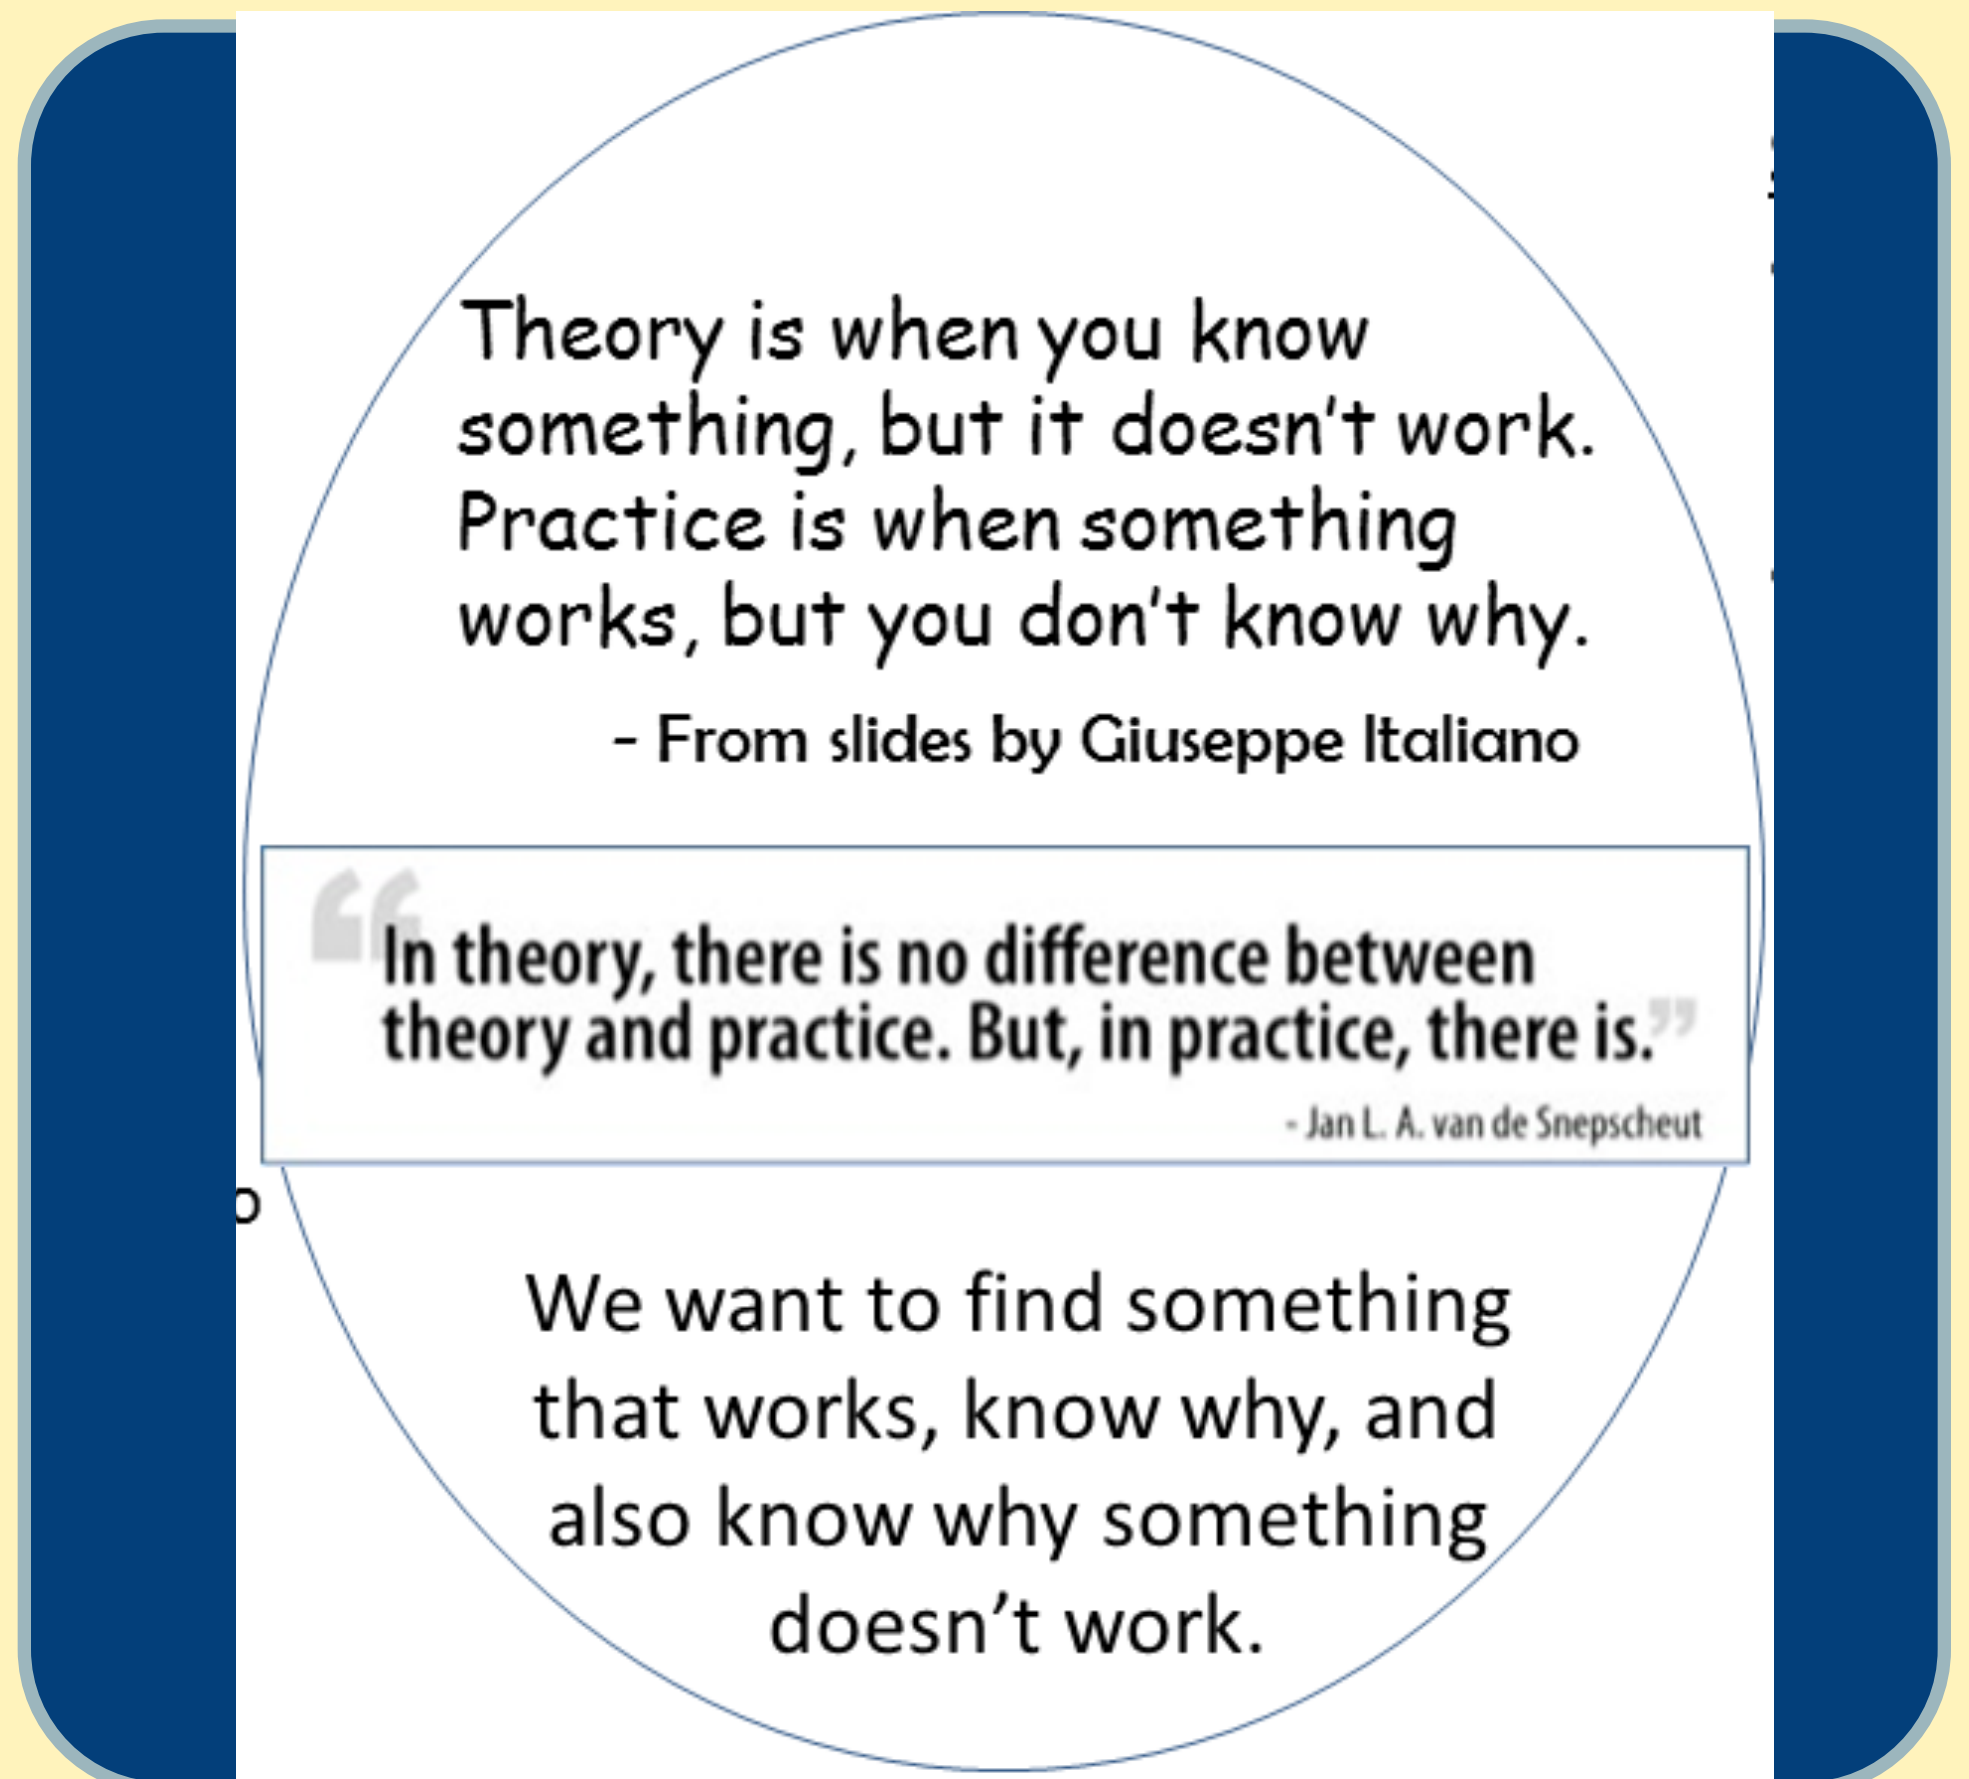 Theory is when you know
something, but it doesn't work.
Practice is when something
works, but you don't know why.
- From slides by Giuseppe Italiano
“In theory, there is no difference between
theory and practice. But, in practice, there is.”
- Jan L. A. van de Snepscheut
o
We want to find something
that works, know why, and
also know why something
doesn’t work.